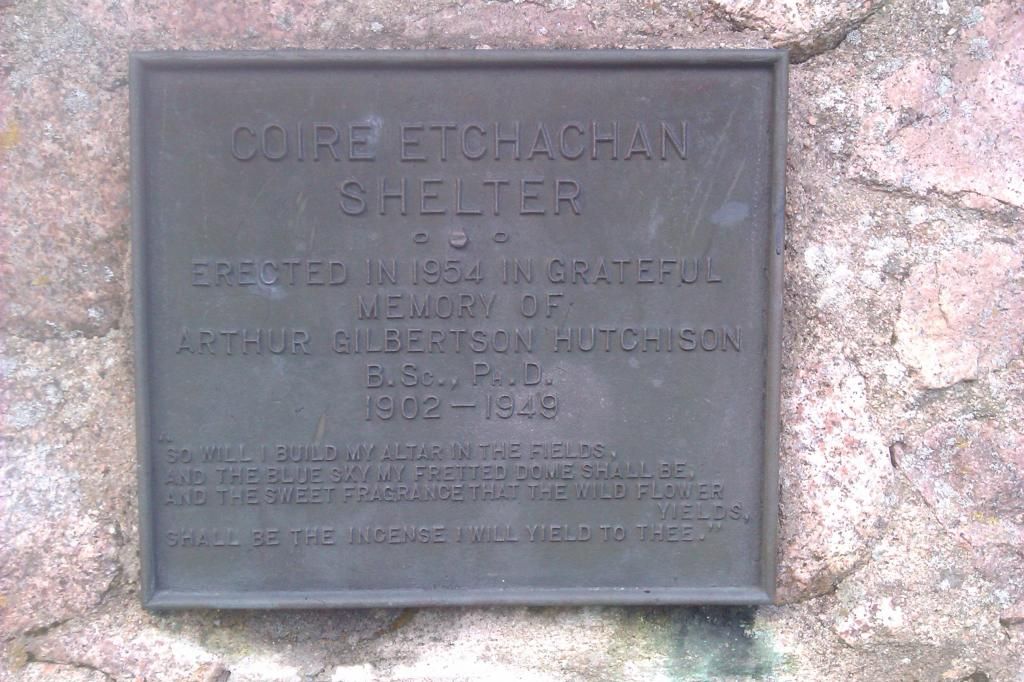 COIRE ETCHACHAN
SHELTER
ERECTED IN 1954 IN GRATEFUL
MEMORY OF
ARTHUR GILBERTSON HUTCHISON
B.Sc., Ph.D.
1902 – 1949
"SO WILL I BUILD MY ALTAR IN THE FIELDS,
AND THE BLUE SKY MY FRETTED DOME SHALL BE,
AND THE SWEET FRAGRANCE THAT THE WILD FLOWER
YIELDS,
SHALL BE THE INCENSE I WILL YIELD TO THEE."